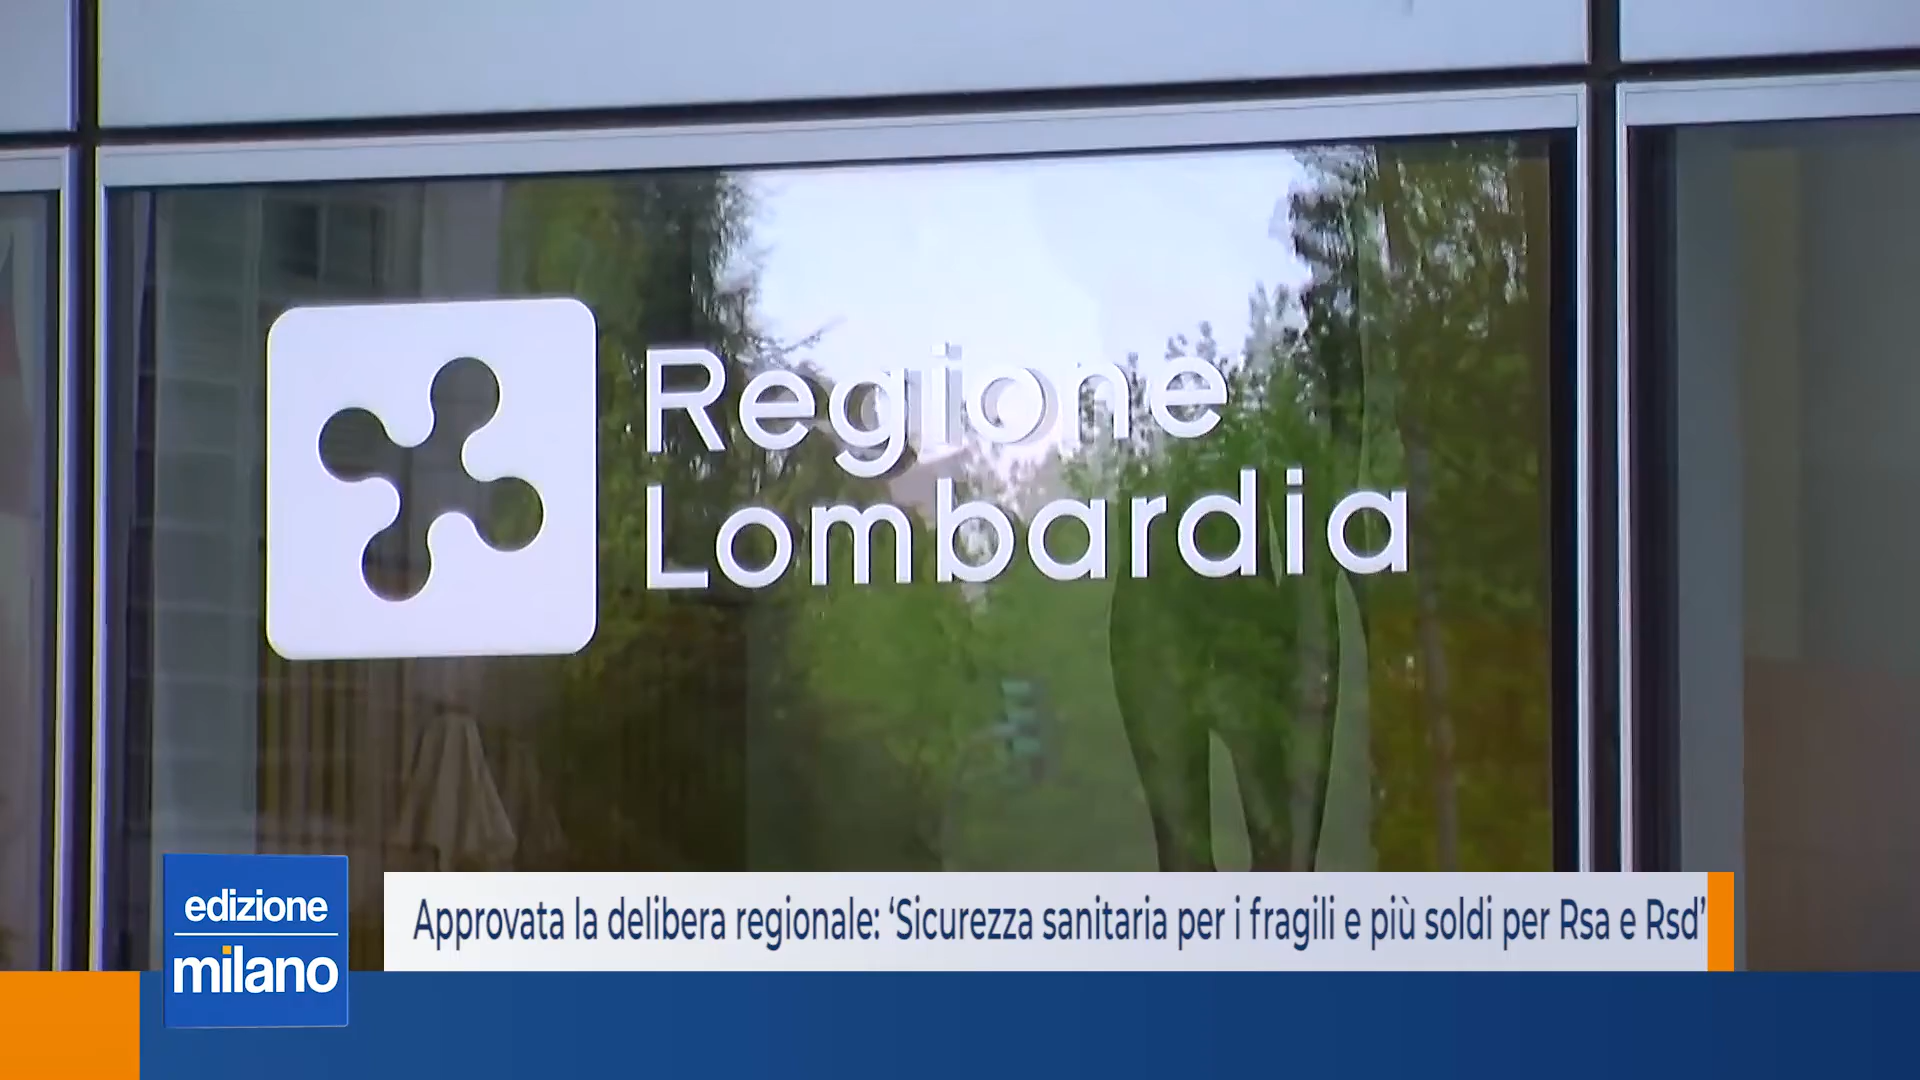 Regione
Lombardia
edizione
milano
Approvata la delibera regionale: ‘Sicurezza sanitaria per i fragili e più soldi per Rsa e Rsd’